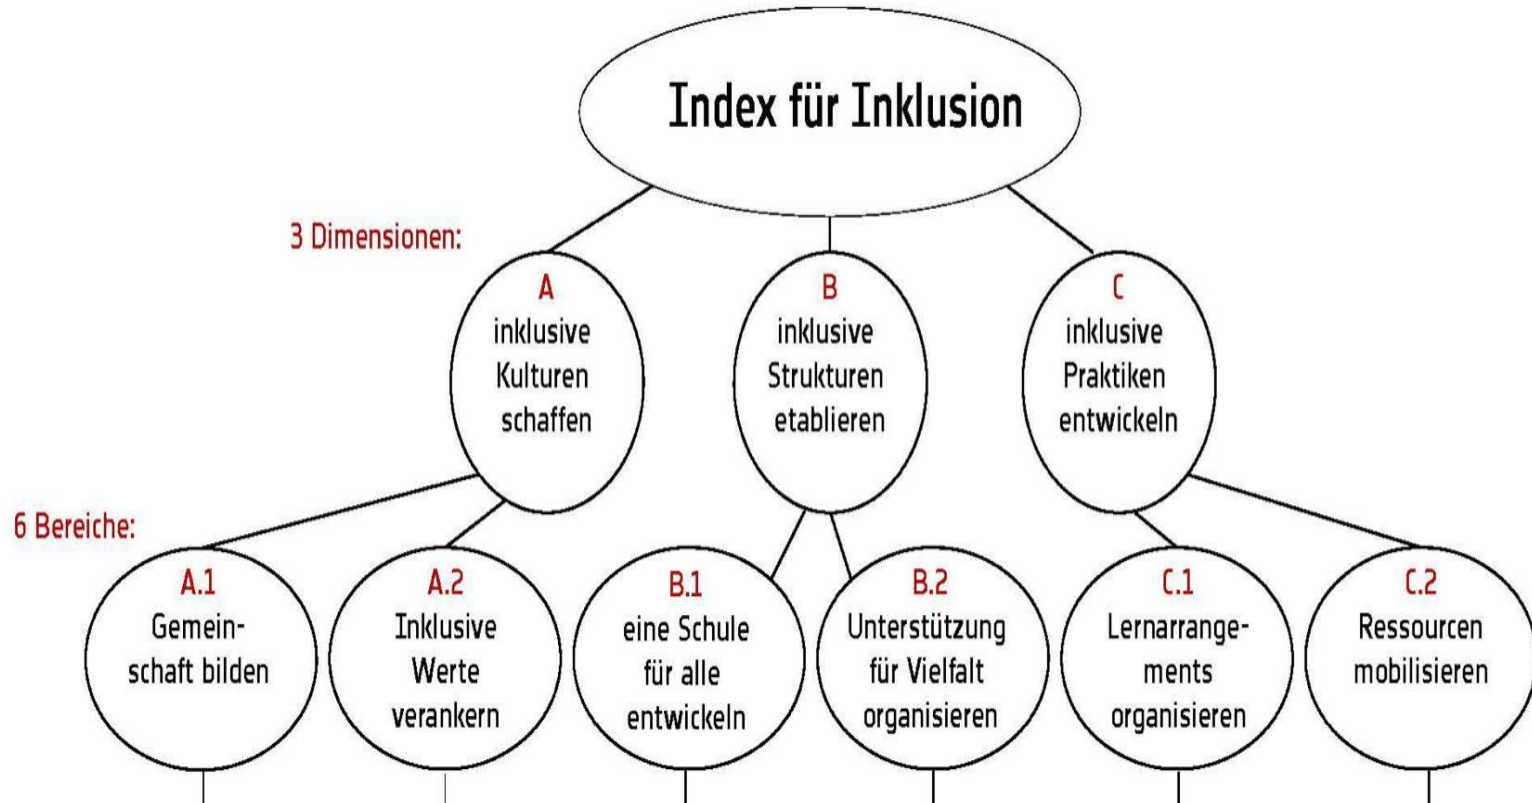 Index für Inklusion
3 Dimensionen:
A
inklusive
Kulturen
schaffen
B
inklusive
Strukturen
etablieren
C
inklusive
Praktiken
entwickeln
6 Bereiche:
A.1
Gemein-
schaft bilden
A.2
Inklusive
Werte
verankern
B.1
eine Schule
für alle
entwickeln
B.2
Unterstützung
für Vielfalt
organisieren
C.1
Lernarrange-
ments
organisieren
C.2
Ressourcen
mobilisieren